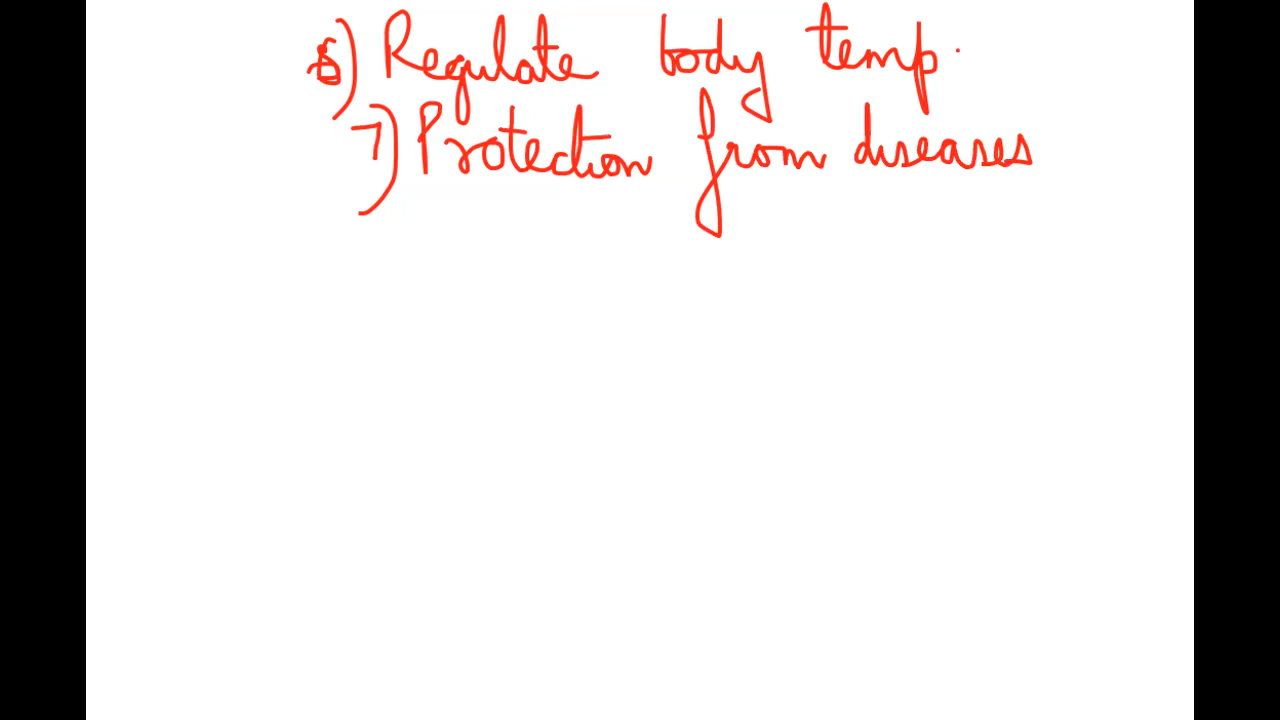 6) Regulate body temp.
7) Protection from diseases